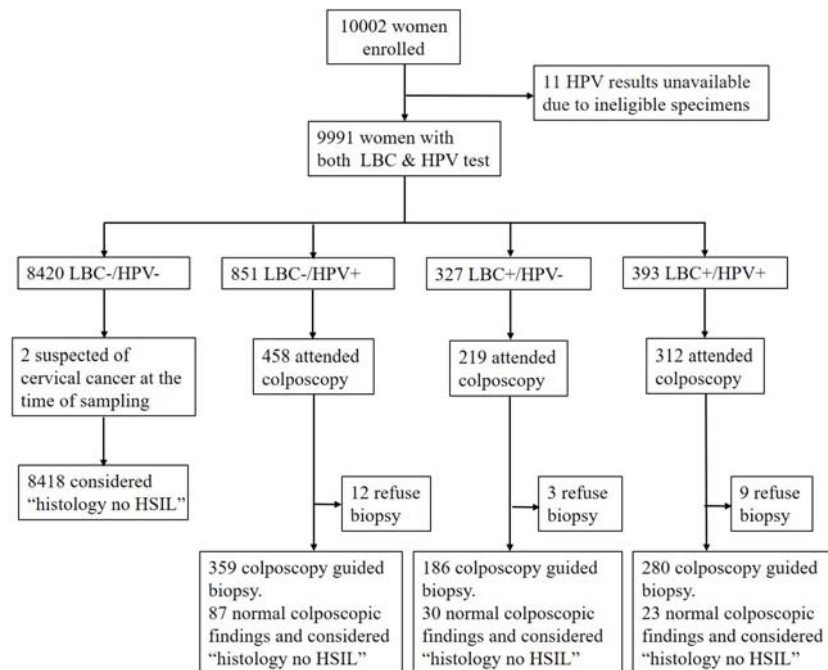 10002 women
enrolled
11 HPV results unavailable
due to ineligible specimens
9991 women with
both LBC & HPV test
8420 LBC-/HPV-
851 LBC-/HPV+
327 LBC+/HPV-
393 LBC+/HPV+
2 suspected of
cervical cancer at the
time of sampling
458 attended
colposcopy
219 attended
colposcopy
312 attended
colposcopy
8418 considered
“histology no HSIL”
12 refuse
biopsy
3 refuse
biopsy
9 refuse
biopsy
359 colposcopy guided
biopsy.
87 normal colposcopic
findings and considered
“histology no HSIL”
186 colposcopy guided
biopsy.
30 normal colposcopic
findings and considered
“histology no HSIL”
280 colposcopy guided
biopsy.
23 normal colposcopic
findings and considered
“histology no HSIL”